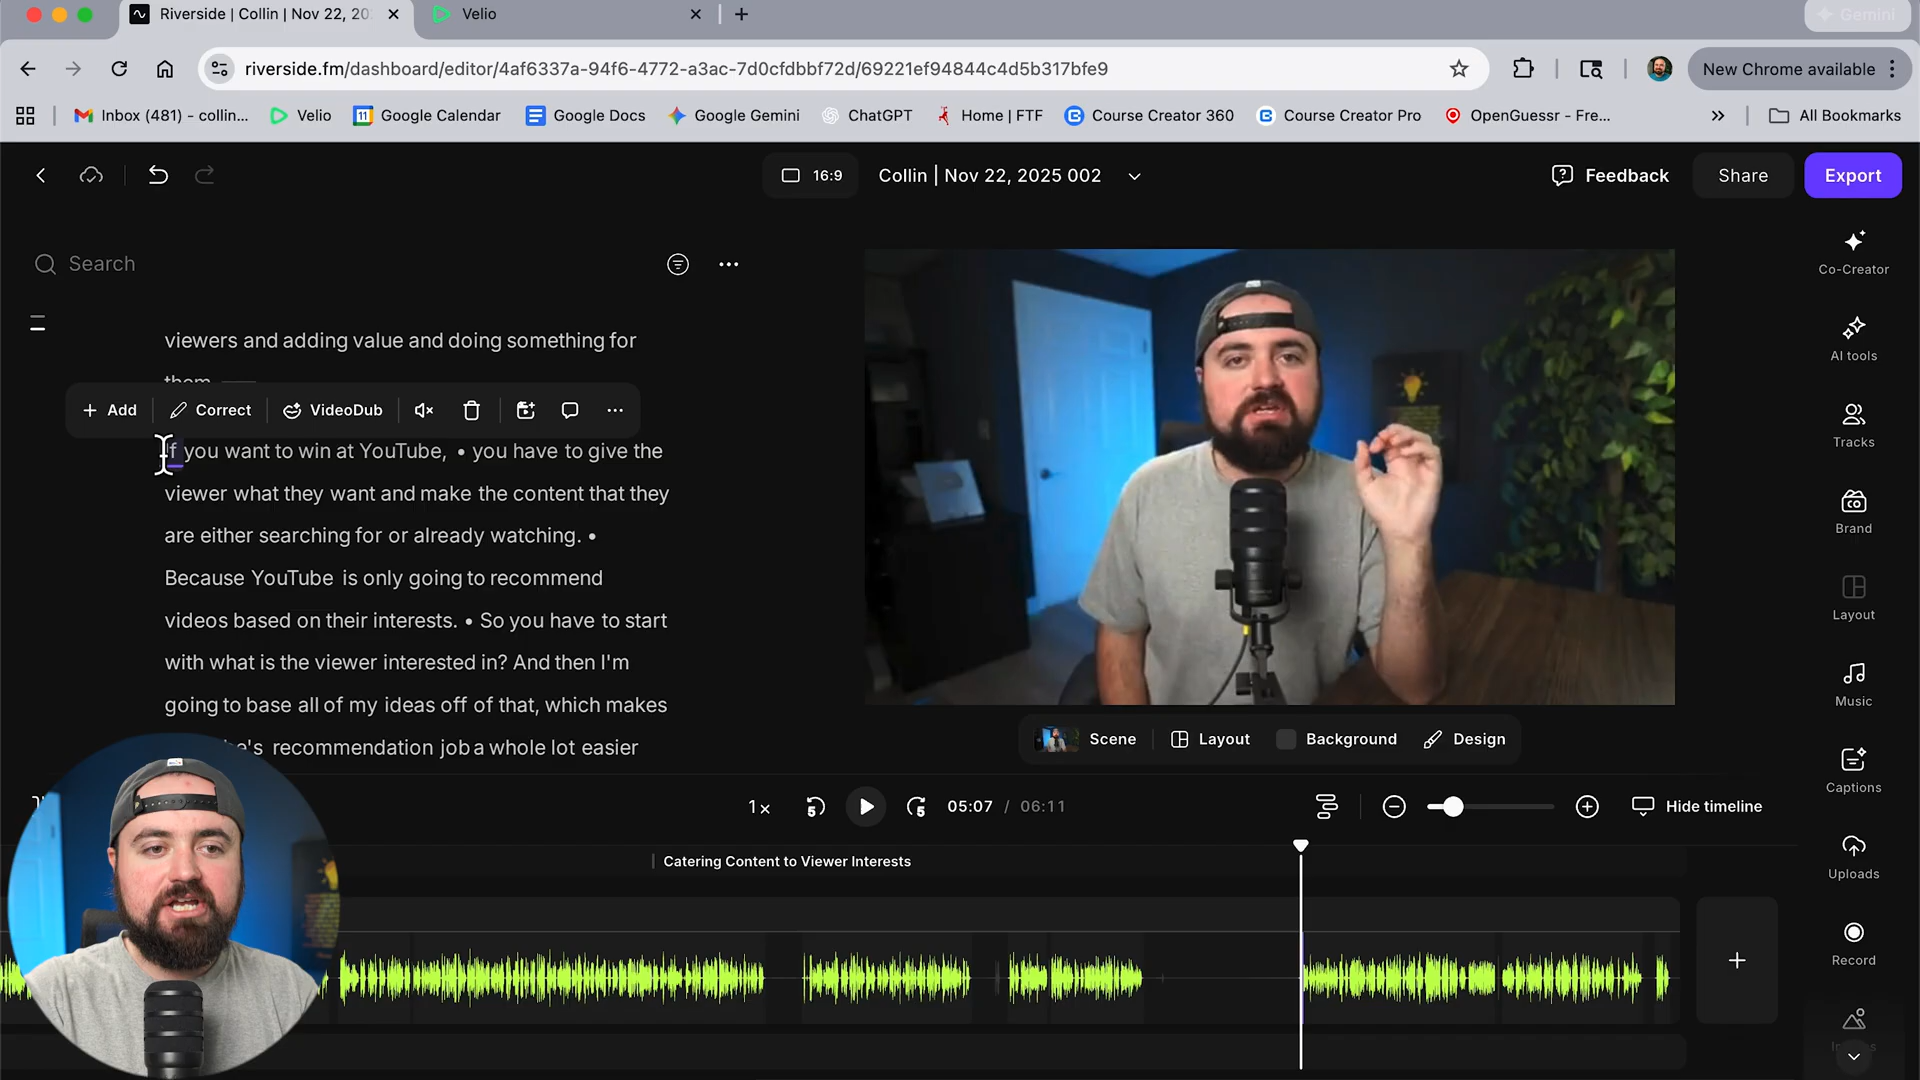 Riverside | Collin | Nov 22, 20
Velio
Gemini
riverside.fm/dashboard/editor/4af6337a-94f6-4772-a3ac-7d0cfdbbf72d/69221ef94844c4d5b317bfe9
New Chrome available
Inbox (481) - collin...
Velio
Google Calendar
Google Docs
Google Gemini
ChatGPT
Home | FTF
Course Creator 360
Course Creator Pro
OpenGuessr - Fre...
All Bookmarks
16:9
Collin | Nov 22, 2025 002
Feedback
Share
Export
Search
viewers and adding value and doing something for
them
+ Add
Correct
VideoDub
If you want to win at YouTube, • you have to give the
viewer what they want and make the content that they
are either searching for or already watching. •
Because YouTube is only going to recommend
videos based on their interests. • So you have to start
with what is the viewer interested in? And then I'm
going to base all of my ideas off of that, which makes
recommendation job a whole lot easier
Scene
Layout
Background
Design
1x
5
5
05:07 / 06:11
Hide timeline
Catering Content to Viewer Interests
Co-Creator
AI tools
Tracks
Brand
Layout
Music
Captions
Uploads
Record